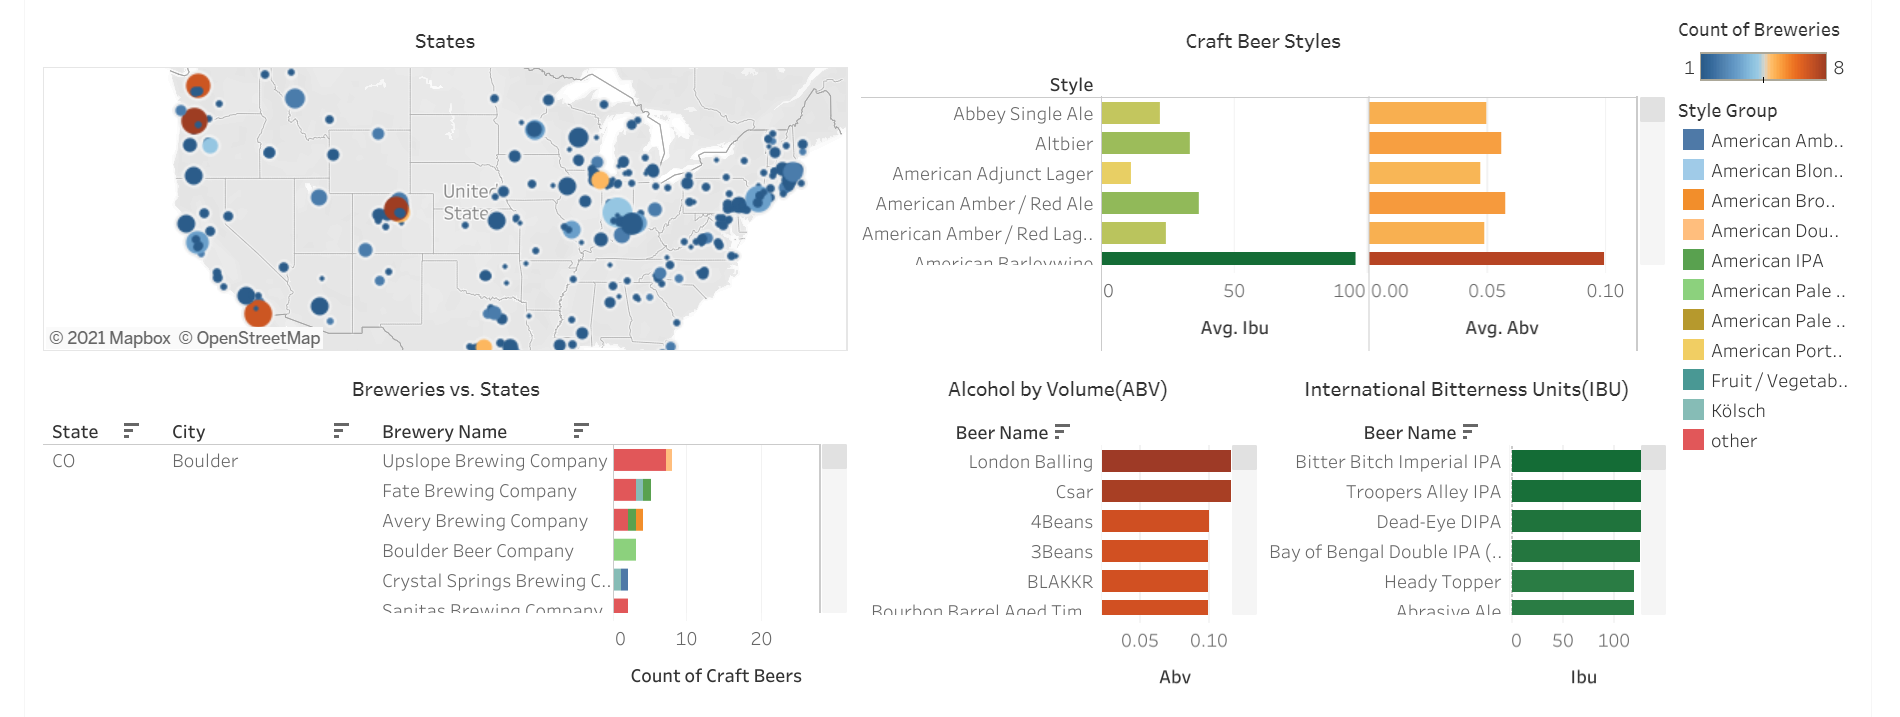 States
United
State
© 2021 Mapbox © OpenStreetMap
Craft Beer Styles
Style
Abbey Single Ale
Altbier
American Adjunct Lager
American Amber / Red Ale
American Amber / Red Lag..
American Barleywine
0 50 100 0.00 0.05 0.10
Avg. Ibu Avg. Abv
Count of Breweries
1 8
Style Group
American Amb..
American Blon..
American Bro..
American Dou..
American IPA
American Pale ..
American Pale ..
American Port..
Fruit / Vegetab..
Kölsch
other
Breweries vs. States
State City Brewery Name
CO Boulder Upslope Brewing Company
Fate Brewing Company
Avery Brewing Company
Boulder Beer Company
Crystal Springs Brewing C..
Sanitas Brewing Company
0 10 20
Count of Craft Beers
Alcohol by Volume(ABV)
Beer Name
London Balling
Csar
4Beans
3Beans
BLAKKR
Bourbon Barrel Aged Tim..
0.05 0.10
Abv
International Bitterness Units(IBU)
Beer Name
Bitter Bitch Imperial IPA
Troopers Alley IPA
Dead-Eye DIPA
Bay of Bengal Double IPA (..
Heady Topper
Abrasive Ale
0 50 100
Ibu